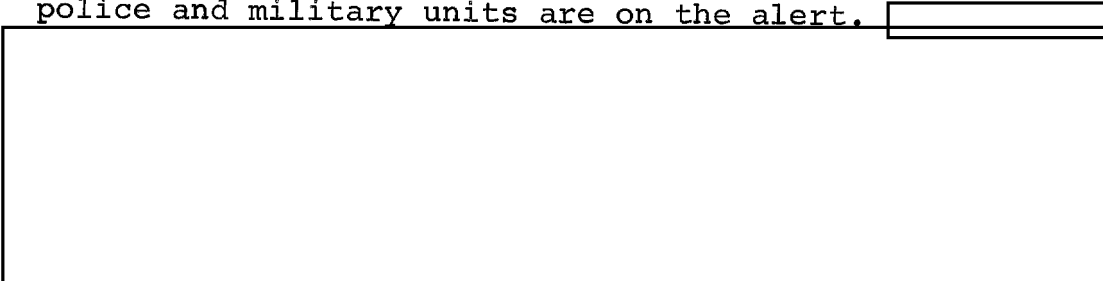 police and military units are on the alert.